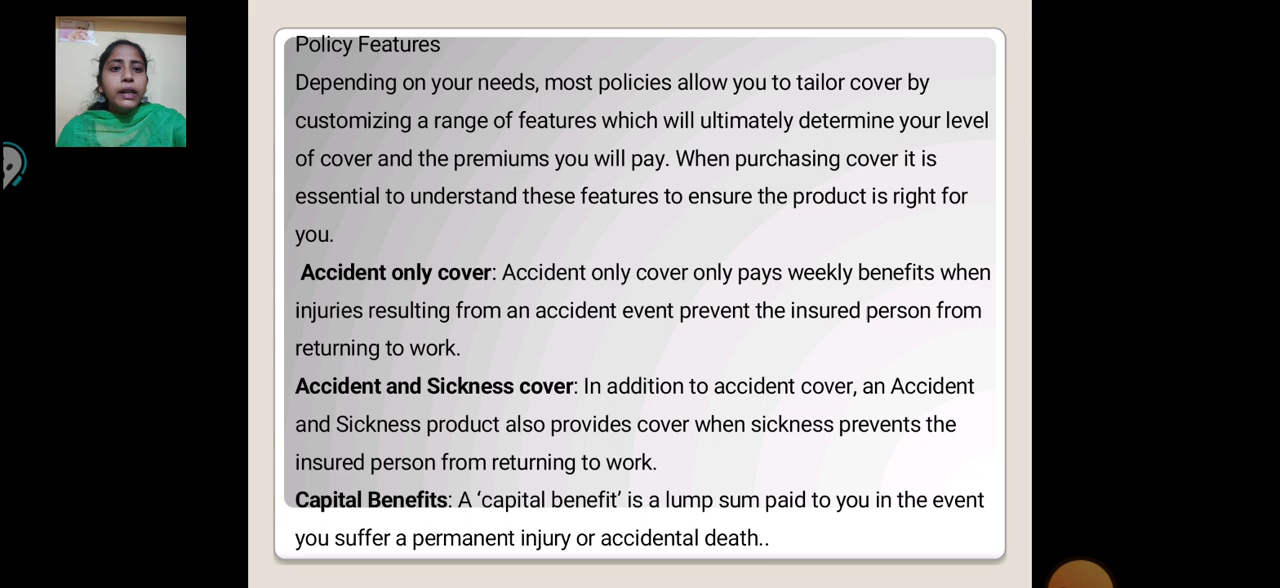 Policy Features
Depending on your needs, most policies allow you to tailor cover by
customizing a range of features which will ultimately determine your level
of cover and the premiums you will pay. When purchasing cover it is
essential to understand these features to ensure the product is right for
you.
Accident only cover: Accident only cover only pays weekly benefits when
injuries resulting from an accident event prevent the insured person from
returning to work.
Accident and Sickness cover: In addition to accident cover, an Accident
and Sickness product also provides cover when sickness prevents the
insured person from returning to work.
Capital Benefits: A ‘capital benefit’ is a lump sum paid to you in the event
you suffer a permanent injury or accidental death..